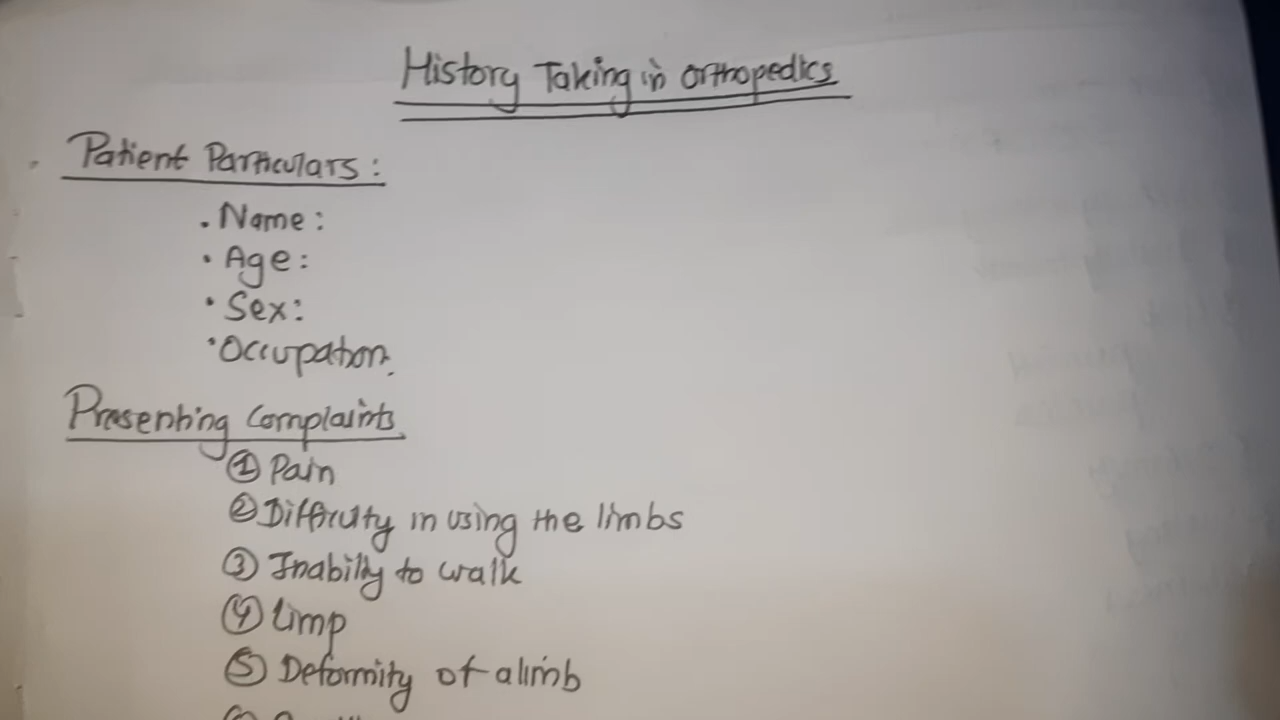 History Taking in Orthopedics
Patient Particulars:
. Name:
• Age:
• Sex:
• Occupation.
Presenting Complaints
① Pain
② Difficulty in using the limbs
③ Inability to walk
④ Limp
⑤ Deformity of a limb